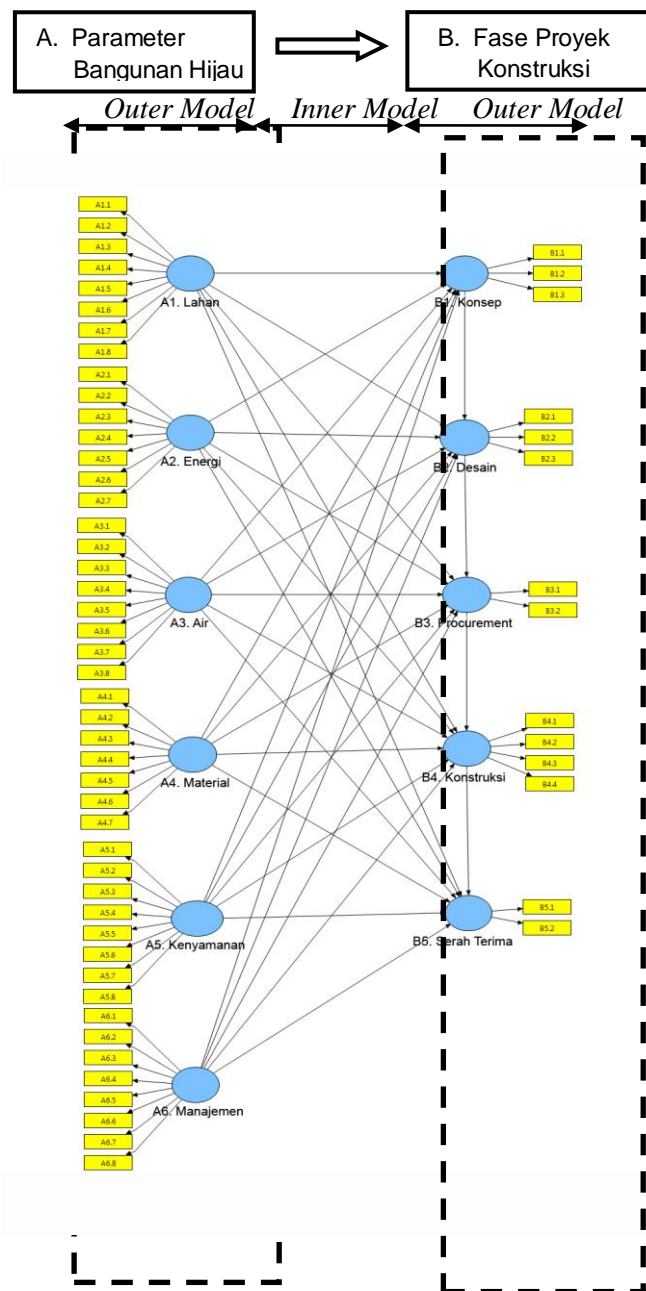 A. Parameter
Bangunan Hijau
B. Fase Proyek
Konstruksi
Outer Model
Inner Model
Outer Model
A1.1
A1.2
A1.3
A1.4
A1.5
A1.6
A1.7
A1.8
A1. Lahan
A2.1
A2.2
A2.3
A2.4
A2.5
A2.6
A2.7
A2. Energi
A3.1
A3.2
A3.3
A3.4
A3.5
A3.6
A3.7
A3.8
A3. Air
A4.1
A4.2
A4.3
A4.4
A4.5
A4.6
A4.7
A4. Material
A5.1
A5.2
A5.3
A5.4
A5.5
A5.6
A5.7
A5.8
A5. Kenyamanan
A6.1
A6.2
A6.3
A6.4
A6.5
A6.6
A6.7
A6.8
A6. Manajemen
B1.1
B1.2
B1.3
B1. Konsep
B2.1
B2.2
B2.3
B2. Desain
B3.1
B3.2
B3. Procurement
B4.1
B4.2
B4.3
B4.4
B4. Konstruksi
B5.1
B5.2
B5. Serah Terima